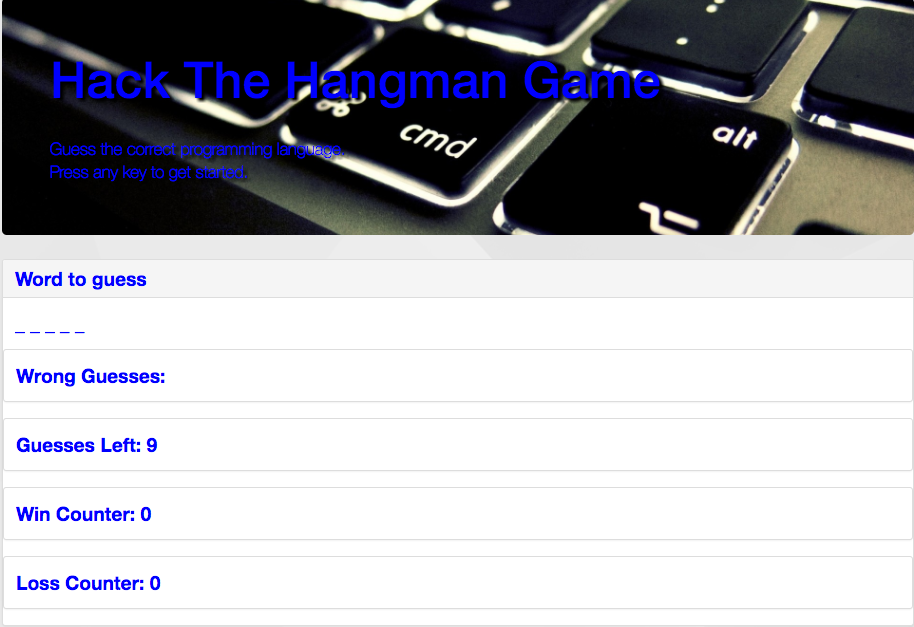 Hack The Hangman Game
cmd
alt
Guess the correct programming language.
Press any key to get started.
Word to guess
_ _ _ _ _
Wrong Guesses:
Guesses Left: 9
Win Counter: 0
Loss Counter: 0